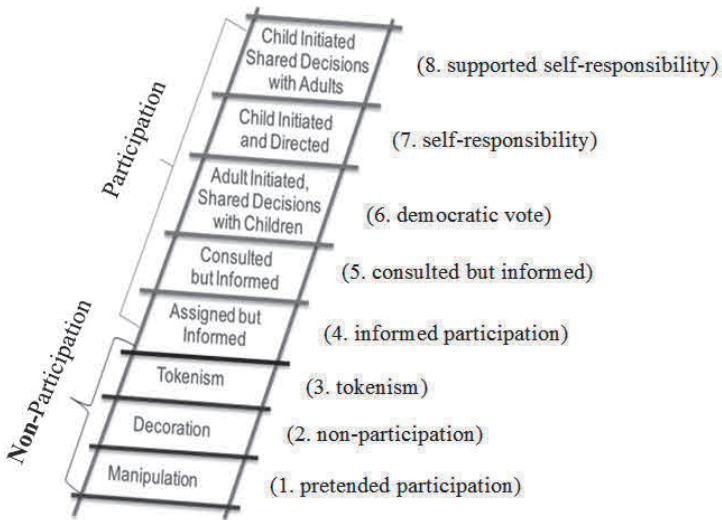 Child Initiated
Shared Decisions
with Adults
(8. supported self-responsibility)
Child Initiated
and Directed
(7. self-responsibility)
Adult Initiated,
Shared Decisions
with Children
(6. democratic vote)
Consulted
but Informed
(5. consulted but informed)
Assigned but
Informed
(4. informed participation)
Tokenism
(3. tokenism)
Decoration
(2. non-participation)
Manipulation
(1. pretended participation)
Participation
Non-Participation